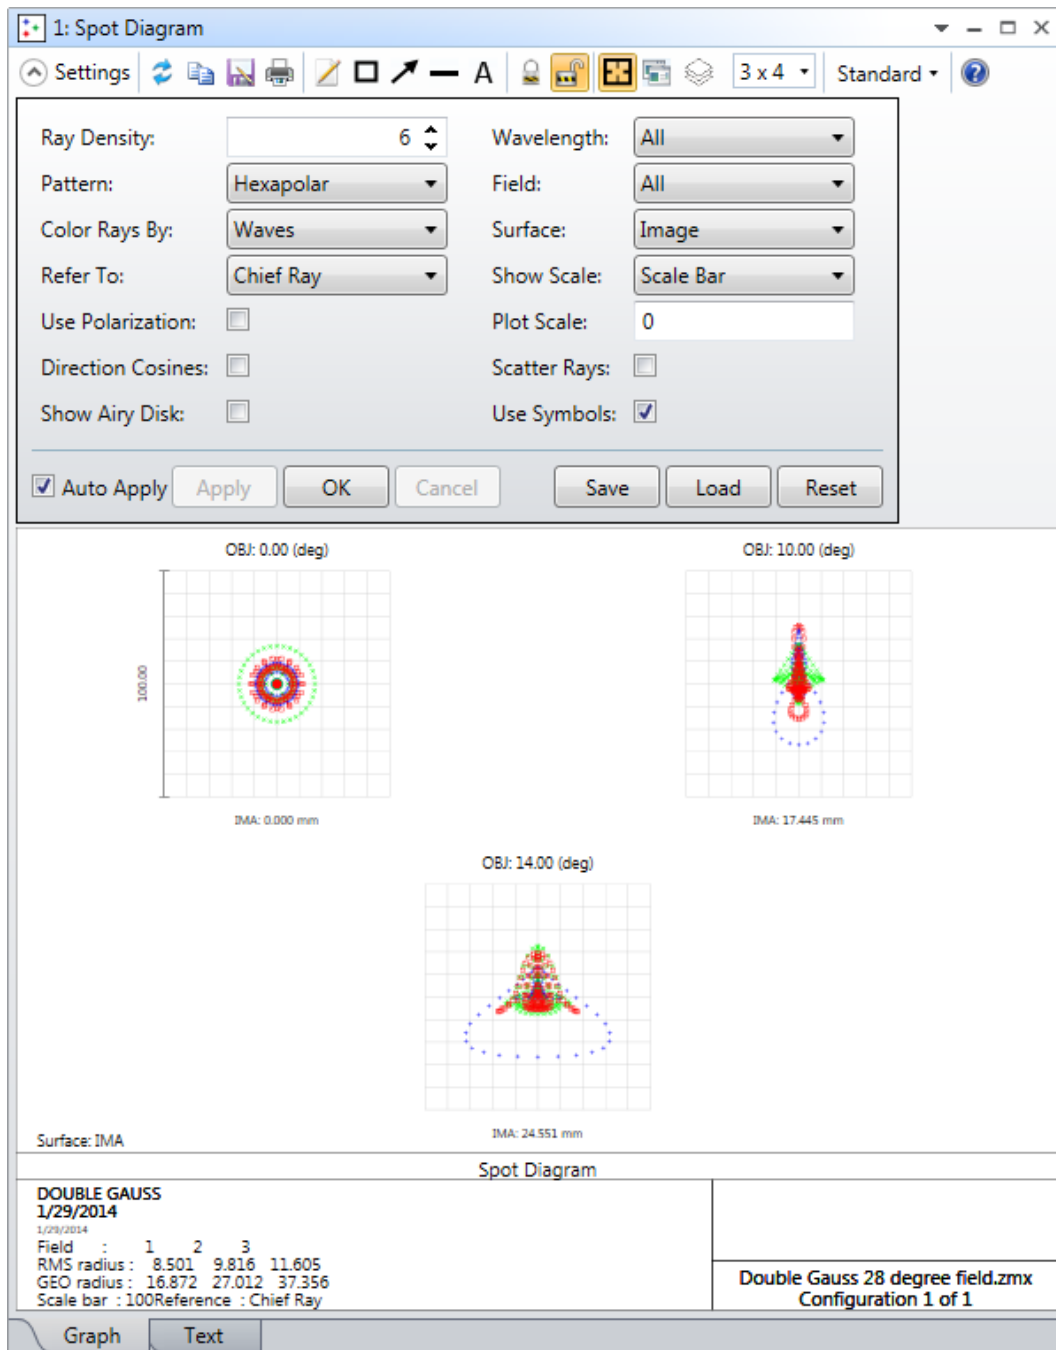 1: Spot Diagram
Settings A 3 x 4 Standard ?
Ray Density: 6 Wavelength: All
Pattern: Hexapolar Field: All
Color Rays By: Waves Surface: Image
Refer To: Chief Ray Show Scale: Scale Bar
Use Polarization: Plot Scale: 0
Direction Cosines: Scatter Rays:
Show Airy Disk: Use Symbols:
Auto Apply Apply OK Cancel Save Load Reset
OBJ: 0.00 (deg) OBJ: 10.00 (deg)
100.00
IMA: 0.000 mm IMA: 17.445 mm
OBJ: 14.00 (deg)
IMA: 24.551 mm
Surface: IMA
Spot Diagram
DOUBLE GAUSS
1/29/2014
1/29/2014
Field : 1 2 3
RMS radius : 8.501 9.816 11.605
GEO radius : 16.872 27.012 37.356
Scale bar : 100Reference : Chief Ray
Double Gauss 28 degree field.zmx
Configuration 1 of 1
Graph Text